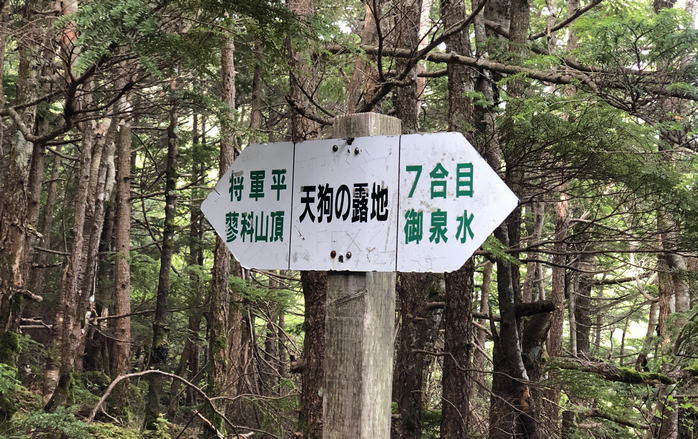 将軍平
蓼科山頂
天狗の露地
7合目
御泉水